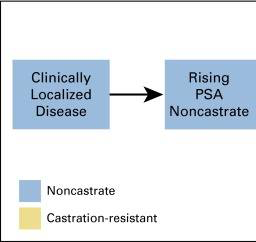 Clinically
Localized
Disease
Rising
PSA
Noncastrate
Noncastrate
Castration-resistant